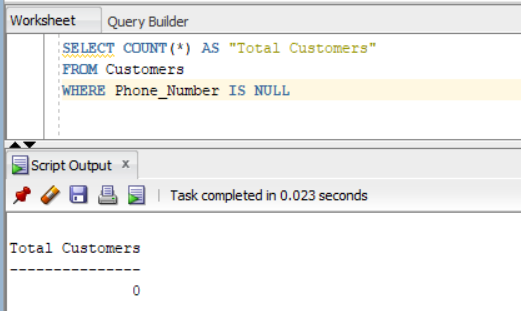 Worksheet Query Builder
SELECT COUNT(*) AS "Total Customers"
FROM Customers
WHERE Phone_Number IS NULL
Script Output x
Task completed in 0.023 seconds
Total Customers
---------------
0